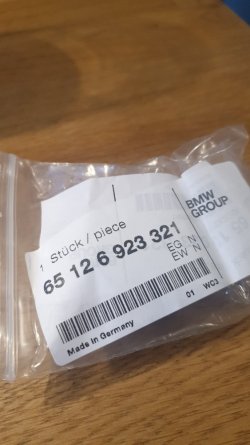 1 Stück / piece
65 12 6 923 321
EG N
EW N
BMW
GROUP
Made in Germany
01 WC3